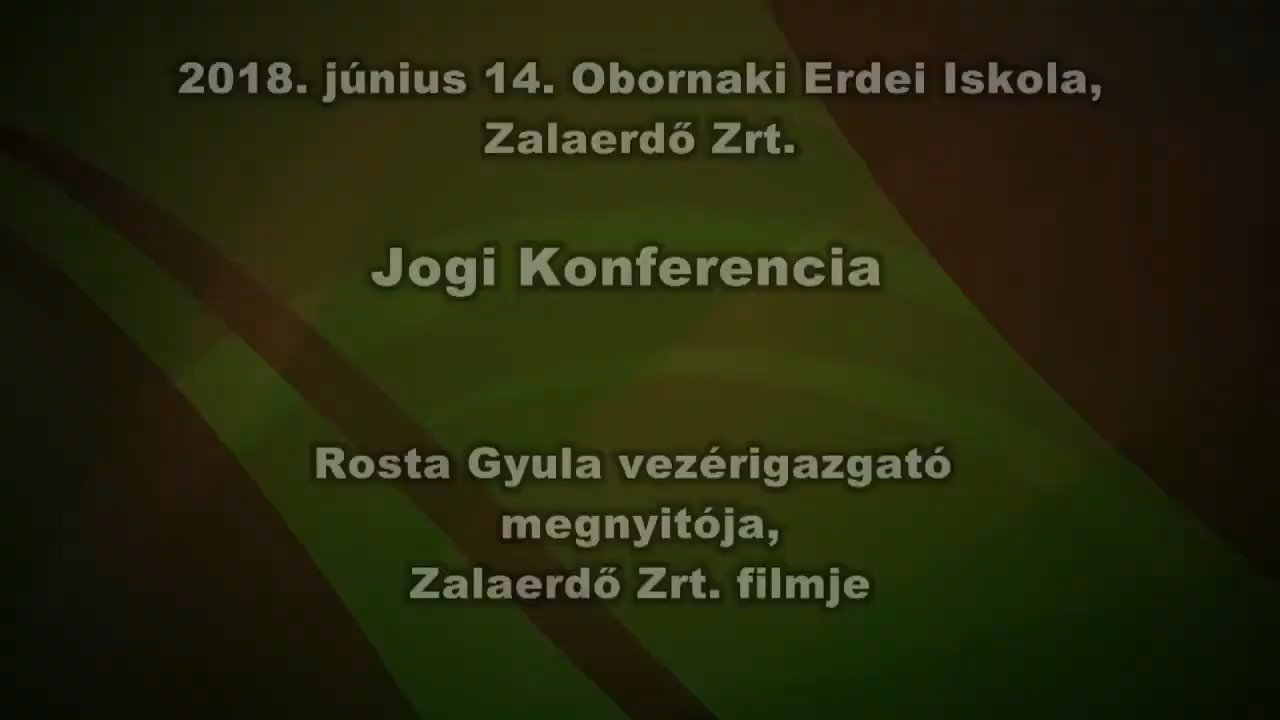 2018. június 14. Obornaki Erdei Iskola,
Zalaerdő Zrt.
Jogi Konferencia
Rosta Gyula vezérigazgató
megnyitója,
Zalaerdő Zrt. filmje